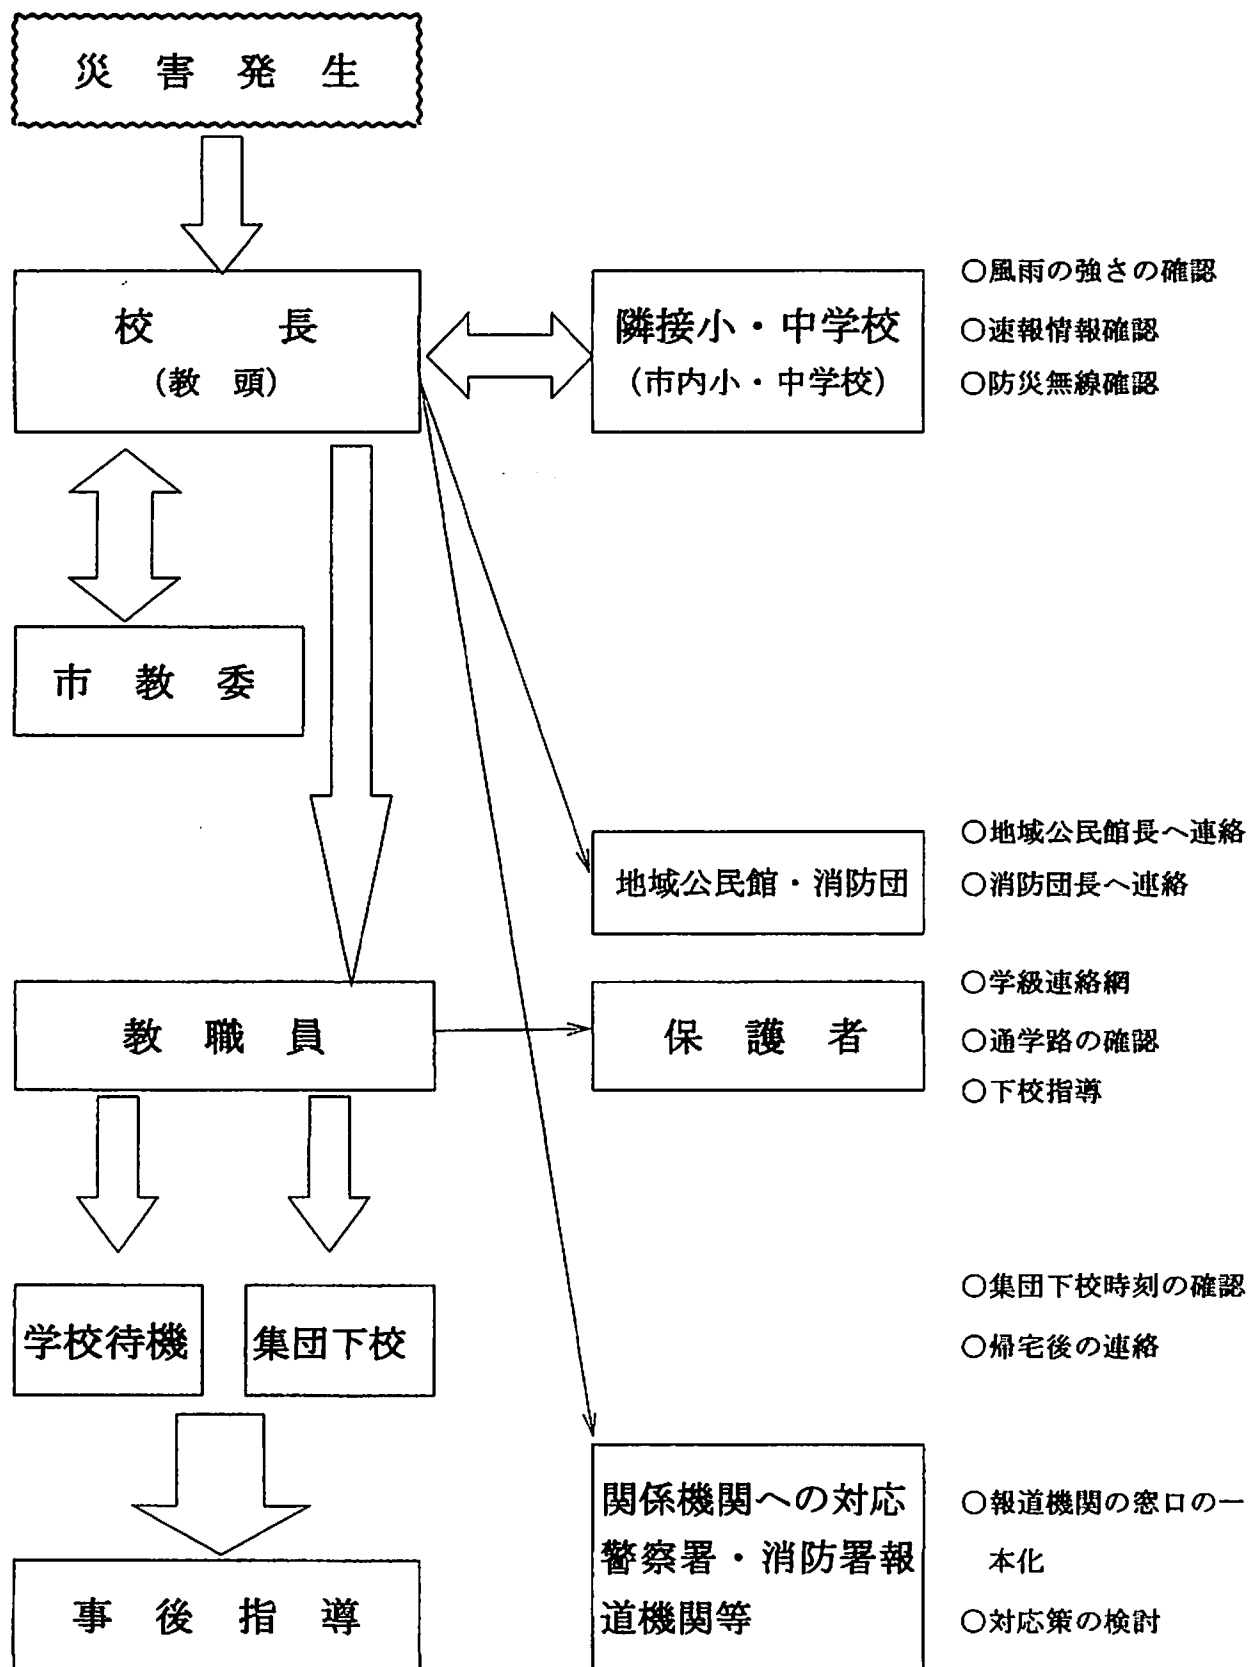 災害発生
校長
(教頭)
隣接小・中学校
(市内小・中学校)
○風雨の強さの確認
○速報情報確認
○防災無線確認
市教委
地域公民館・消防団
○地域公民館長へ連絡
○消防団長へ連絡
教職員
保護者
○学級連絡網
○通学路の確認
○下校指導
学校待機
集団下校
○集団下校時刻の確認
○帰宅後の連絡
関係機関への対応
警察署・消防署報
道機関等
○報道機関の窓口の一
本化
○対応策の検討
事後指導